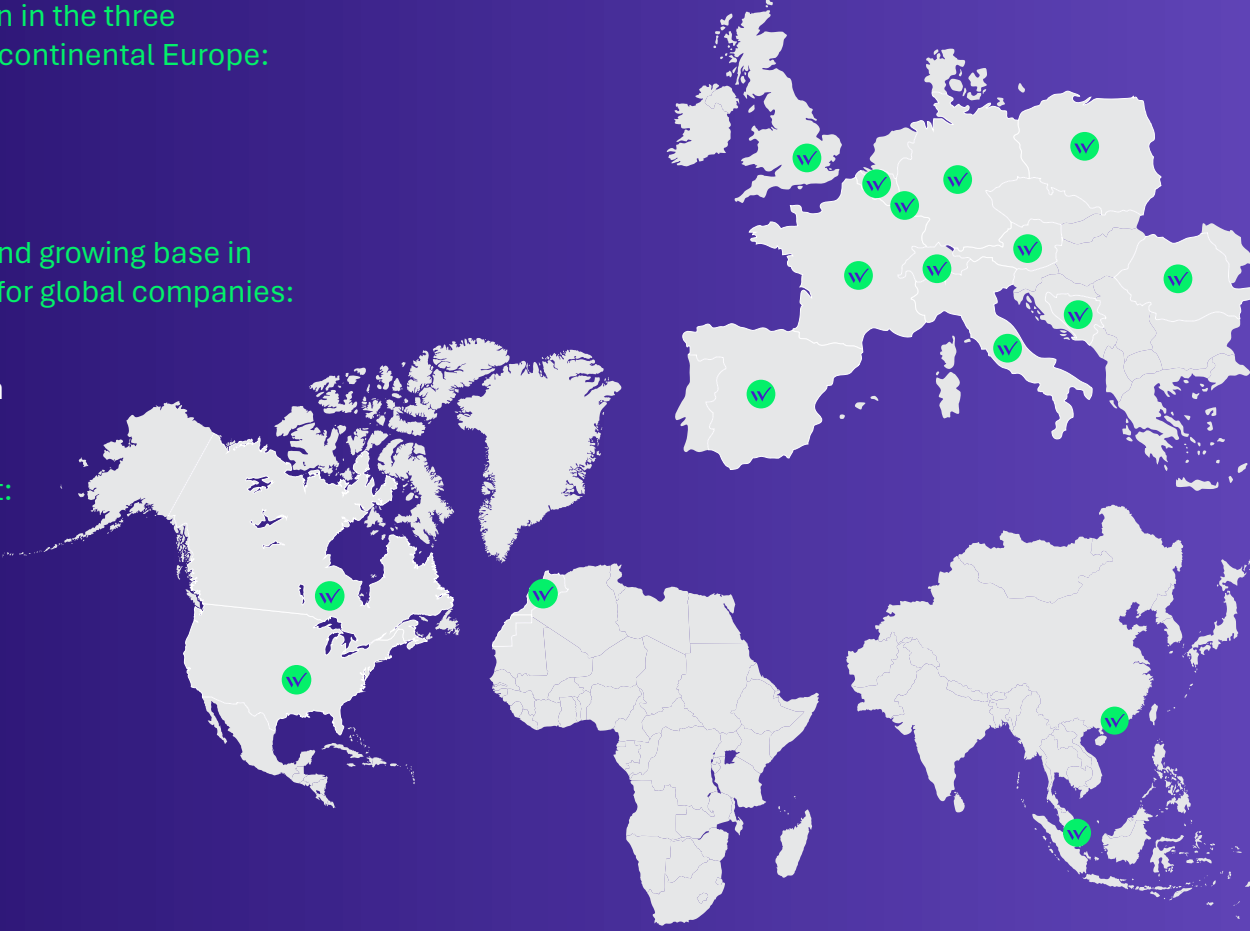 n in the three
continental Europe:
nd growing base in
for global companies:
n
t: